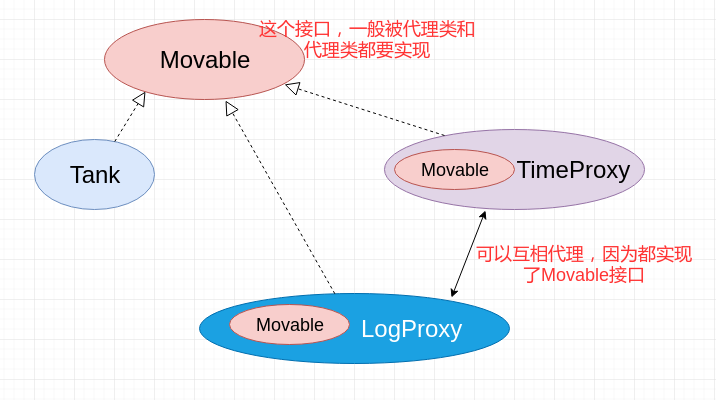 这个接口，一般被代理类和
代理类都要实现
Movable
Tank
Movable
TimeProxy
可以互相代理，因为都实现
了Movable接口
Movable
LogProxy